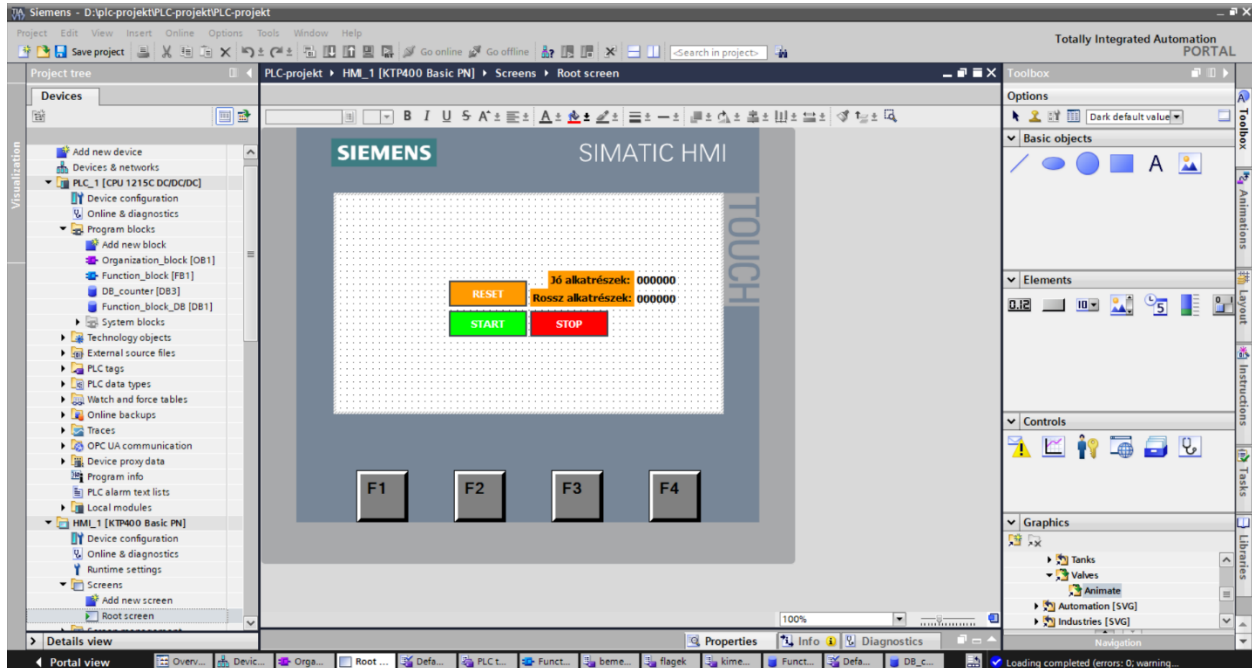 Siemens - D:\plc-projekt\PLC-projekt\PLC-projekt
Project Edit View Insert Online Options Tools Window Help
Save project Go online Go offline <Search in project>
Totally Integrated Automation
PORTAL
Project tree
PLC-projekt HMI_1 [KTP400 Basic PN] Screens Root screen
Toolbox
Devices
Options
B I U S A A
Dark default value
Visualization
Add new device
Devices & networks
PLC_1 [CPU 1215C DC/DC/DC]
Device configuration
Online & diagnostics
Program blocks
Add new block
Organization_block [OB1]
Function_block [FB1]
DB_counter [DB3]
Function_block_DB [DB1]
System blocks
Technology objects
External source files
PLC tags
PLC data types
Watch and force tables
Online backups
Traces
OPC UA communication
Device proxy data
Program info
PLC alarm text lists
Local modules
HMI_1 [KTP400 Basic PN]
Device configuration
Online & diagnostics
Runtime settings
Screens
Add new screen
Root screen
Details view
SIEMENS SIMATIC HMI
TOUCH
Jó alkatrészek: 000000
RESET
Rossz alkatrészek: 000000
START STOP
F1 F2 F3 F4
100%
Properties Info Diagnostics
Basic objects
A
Elements
0.12 10 5
Controls
Graphics
Tanks
Valves
Animate
Automation [SVG]
Industries [SVG]
Navigation
Toolbox
Animations
Layout
Instructions
Tasks
Libraries
Portal view Overv... Devic... Orga... Root ... Defa... PLC t... Funct... beme... flagek kime... Funct... Defa... DB_c...
Loading completed (errors: 0; warning...